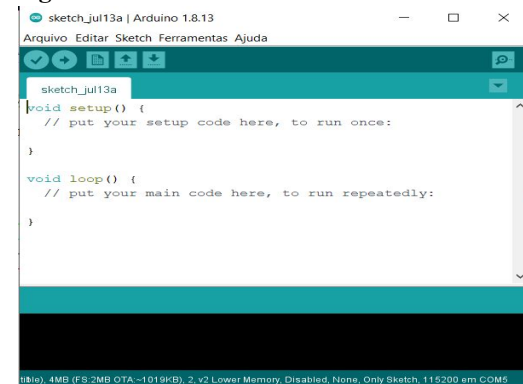 sketch_jul13a | Arduino 1.8.13
Arquivo Editar Sketch Ferramentas Ajuda
sketch_jul13a
void setup() {
// put your setup code here, to run once:
}
void loop() {
// put your main code here, to run repeatedly:
}
tible), 4MB (FS:2MB OTA:~1019KB), 2, v2 Lower Memory, Disabled, None, Only Sketch, 115200 em COM5